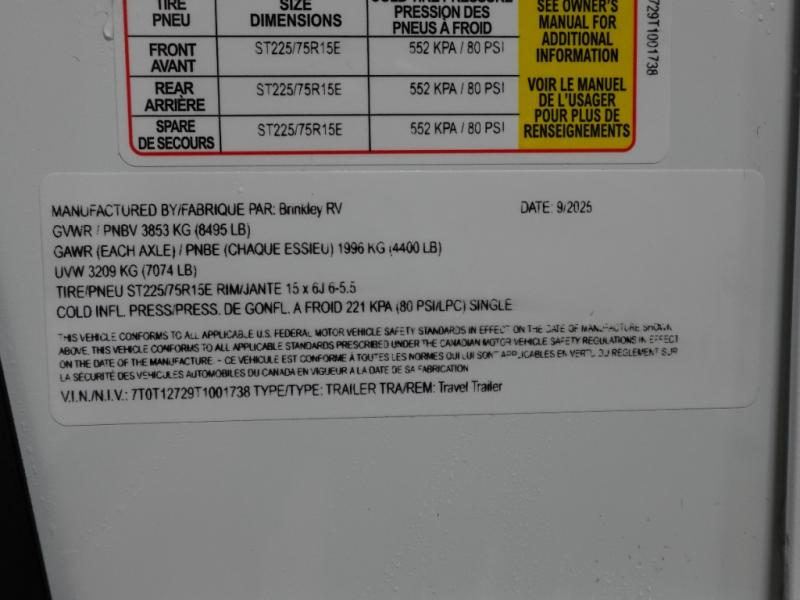 TIRE SIZE COLD TIRE PRESSURE SEE OWNER'S
PNEU DIMENSIONS PRESSION DES MANUAL FOR
PNEUS À FROID ADDITIONAL
INFORMATION
FRONT ST225/75R15E 552 KPA / 80 PSI
AVANT
REAR ST225/75R15E 552 KPA / 80 PSI VOIR LE MANUEL
ARRIÈRE DE L'USAGER
SPARE ST225/75R15E 552 KPA / 80 PSI POUR PLUS DE
DE SECOURS RENSEIGNEMENTS
729T1001738
MANUFACTURED BY/FABRIQUE PAR: Brinkley RV DATE: 9/2025
GVWR / PNBV 3853 KG (8495 LB)
GAWR (EACH AXLE) / PNBE (CHAQUE ESSIEU) 1996 KG (4400 LB)
UVW 3209 KG (7074 LB)
TIRE/PNEU ST225/75R15E RIM/JANTE 15 x 6J 6-5.5
COLD INFL. PRESS/PRESS. DE GONFL. A FROID 221 KPA (80 PSI/LPC) SINGLE
THIS VEHICLE CONFORMS TO ALL APPLICABLE U.S. FEDERAL MOTOR VEHICLE SAFETY STANDARDS IN EFFECT ON THE DATE OF MANUFACTURE SHOWN
ABOVE. THIS VEHICLE CONFORMS TO ALL APPLICABLE STANDARDS PRESCRIBED UNDER THE CANADIAN MOTOR VEHICLE SAFETY REGULATIONS IN EFFECT
ON THE DATE OF THE MANUFACTURE - CE VEHICULE EST CONFORME À TOUTES LES NORMES QUI LUI SONT APPLICABLES EN VERTU DU REGLEMENT SUR
LA SÉCURITÉ DES VEHICULES AUTOMOBILES DU CANADA EN VIGUEUR A LA DATE DE SA FABRICATION
V.I.N./N.I.V.: 7T0T12729T1001738 TYPE/TYPE: TRAILER TRA/REM: Travel Trailer